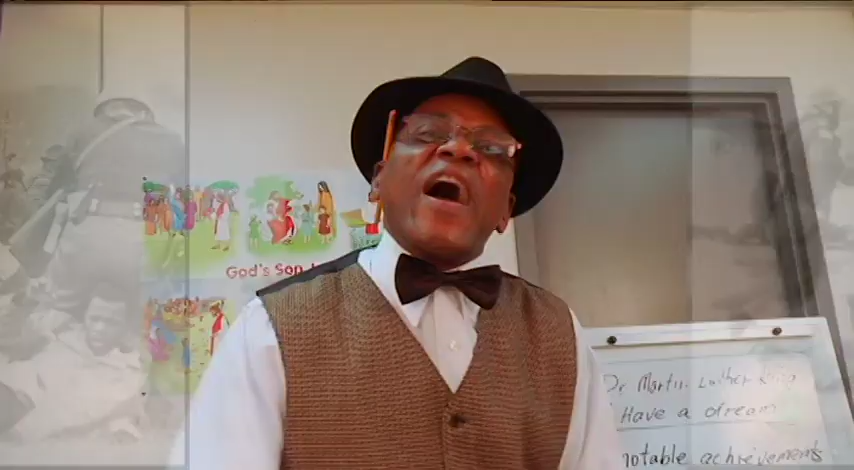 God's Son
Dr Martin Luther King
I Have a dream
notable achievements